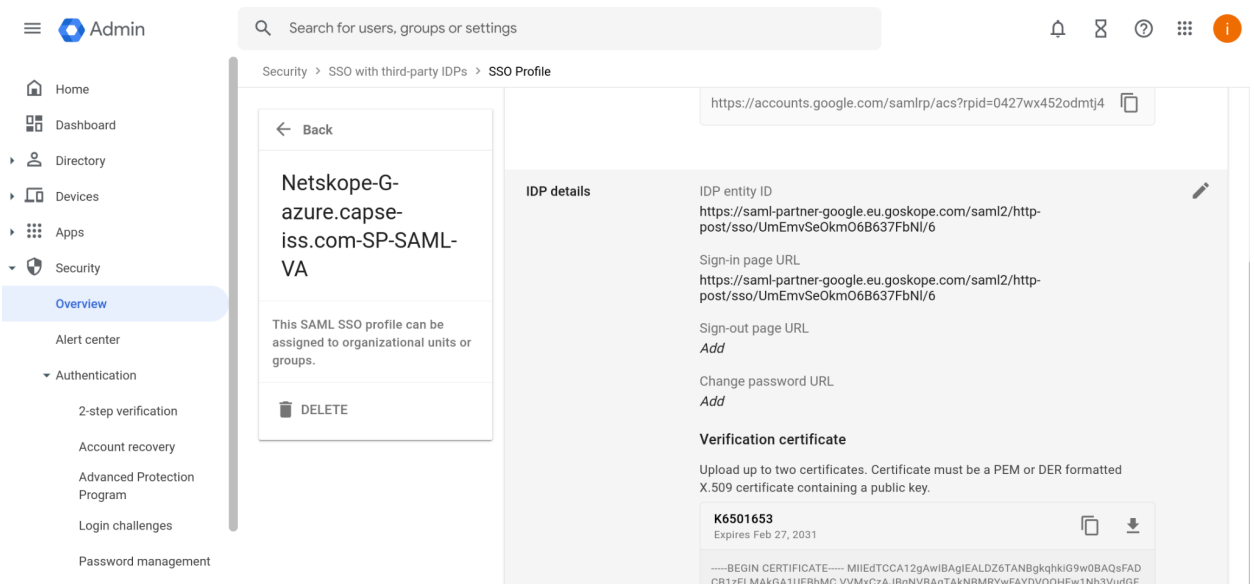 Admin
Search for users, groups or settings
i
Home
Dashboard
Directory
Devices
Apps
Security
Overview
Alert center
Authentication
2-step verification
Account recovery
Advanced Protection
Program
Login challenges
Password management
Security > SSO with third-party IDPs > SSO Profile
Back
Netskope-G-
azure.capse-
iss.com-SP-SAML-
VA
This SAML SSO profile can be
assigned to organizational units or
groups.
DELETE
https://accounts.google.com/samlrp/acs?rpid=0427wx452odmtj4
IDP details
IDP entity ID
https://saml-partner-google.eu.goskope.com/saml2/http-
post/sso/UmEmvSeOkmO6B637FbNl/6
Sign-in page URL
https://saml-partner-google.eu.goskope.com/saml2/http-
post/sso/UmEmvSeOkmO6B637FbNl/6
Sign-out page URL
Add
Change password URL
Add
Verification certificate
Upload up to two certificates. Certificate must be a PEM or DER formatted
X.509 certificate containing a public key.
K6501653
Expires Feb 27, 2031
-----BEGIN CERTIFICATE----- MIIEdTCCA12gAwIBAgIEALDZ6TANBgkqhkiG9w0BAQsFAD